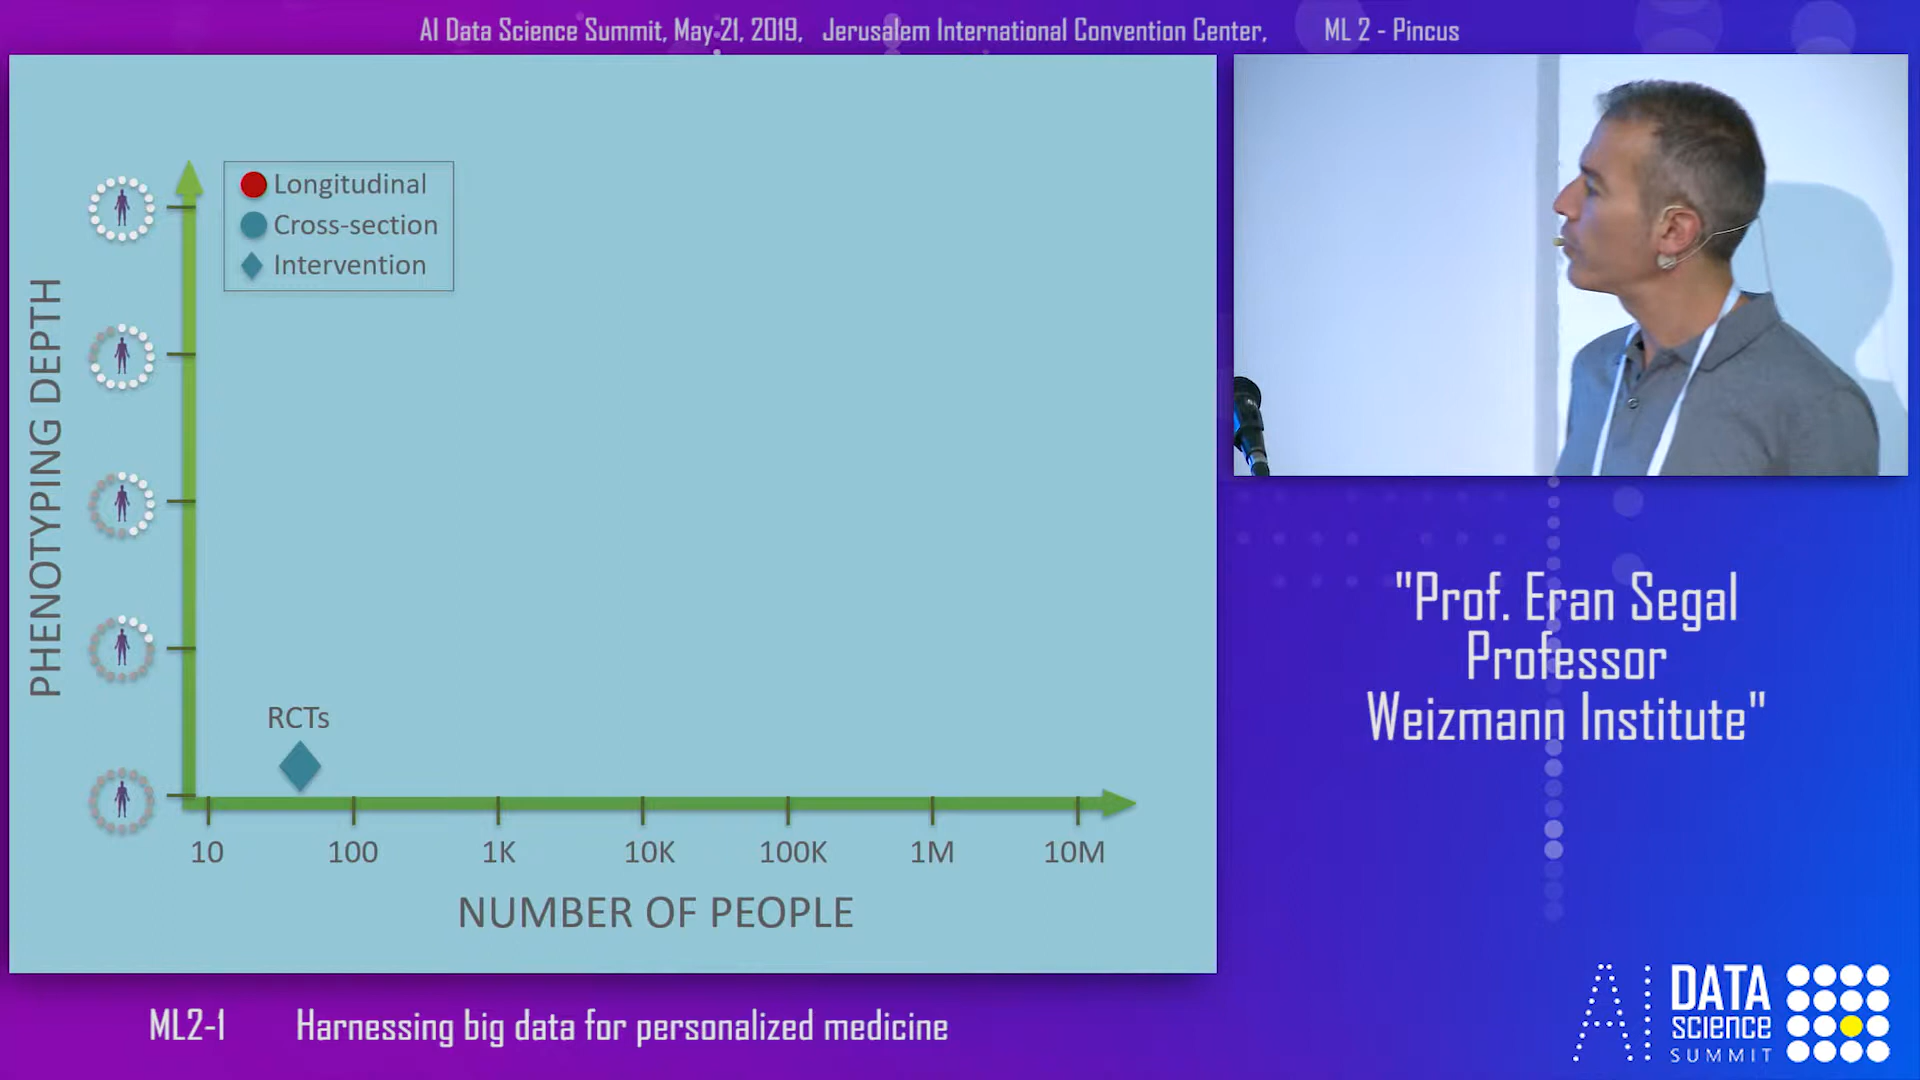 AI Data Science Summit, May 21, 2019, Jerusalem International Convention Center, ML 2 - Pincus
Longitudinal
Cross-section
Intervention
PHENOTYPING DEPTH
RCTs
10 100 1K 10K 100K 1M 10M
NUMBER OF PEOPLE
"Prof. Eran Segal
Professor
Weizmann Institute"
ML2-1 Harnessing big data for personalized medicine
AI DATA
SCIENCE
SUMMIT